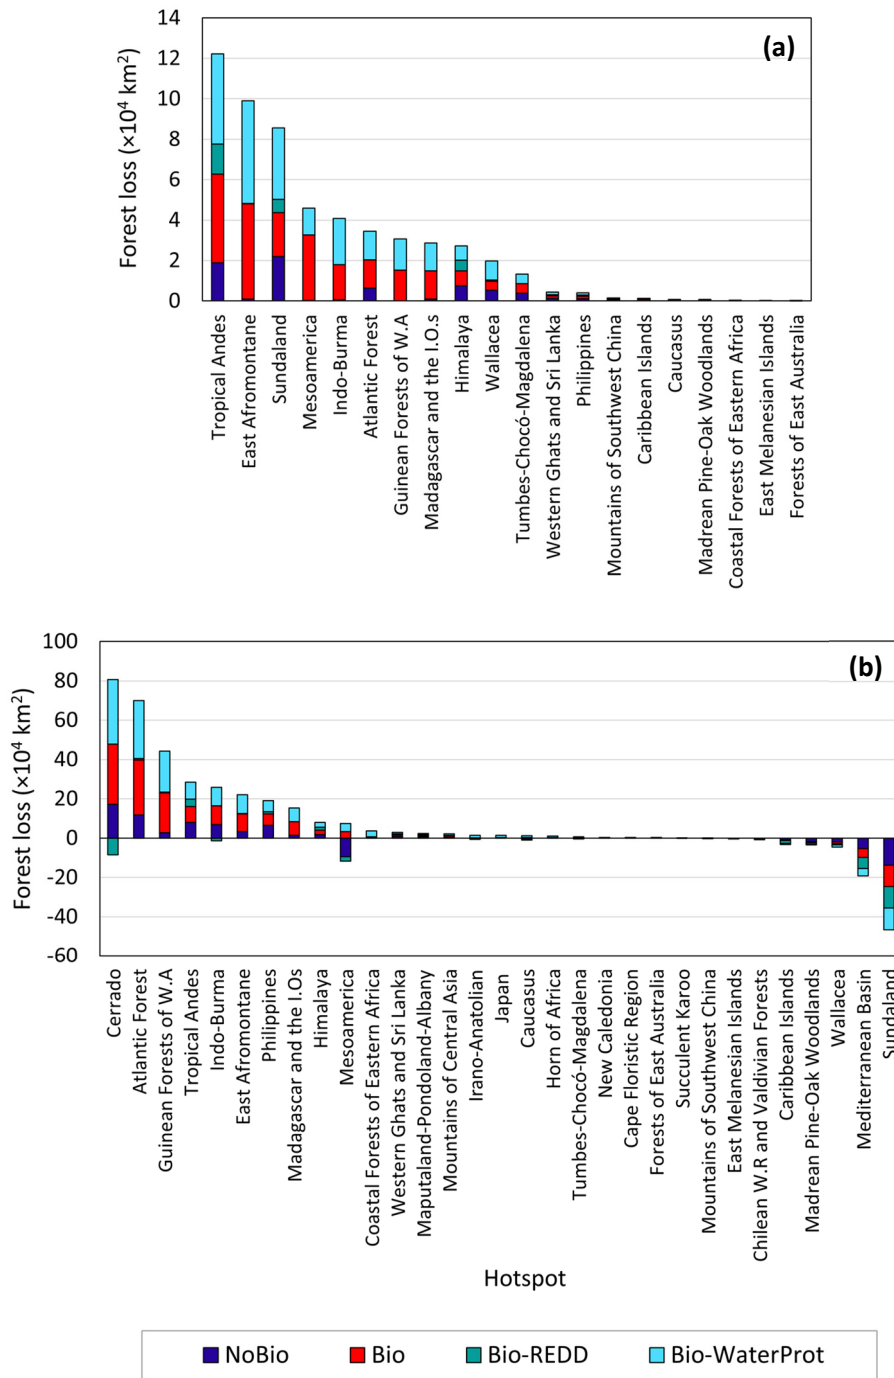 (a)
Forest loss (×10⁴ km²)
14
12
10
8
6
4
2
0
Tropical Andes
East Afromontane
Sundaland
Mesoamerica
Indo-Burma
Atlantic Forest
Guinean Forests of W.A
Madagascar and the I.O.s
Himalaya
Wallacea
Tumbes-Chocó-Magdalena
Western Ghats and Sri Lanka
Philippines
Mountains of Southwest China
Caribbean Islands
Caucasus
Madrean Pine-Oak Woodlands
Coastal Forests of Eastern Africa
East Melanesian Islands
Forests of East Australia
(b)
Forest loss (×10⁴ km²)
100
80
60
40
20
0
-20
-40
-60
Cerrado
Atlantic Forest
Guinean Forests of W.A
Tropical Andes
Indo-Burma
East Afromontane
Philippines
Madagascar and the I.Os
Himalaya
Mesoamerica
Coastal Forests of Eastern Africa
Western Ghats and Sri Lanka
Maputaland-Pondoland-Albany
Mountains of Central Asia
Irano-Anatolian
Japan
Caucasus
Horn of Africa
Tumbes-Chocó-Magdalena
New Caledonia
Cape Floristic Region
Forests of East Australia
Succulent Karoo
Mountains of Southwest China
East Melanesian Islands
Chilean W.R and Valdivian Forests
Caribbean Islands
Madrean Pine-Oak Woodlands
Wallacea
Mediterranean Basin
Sundaland
Hotspot
NoBio
Bio
Bio-REDD
Bio-WaterProt